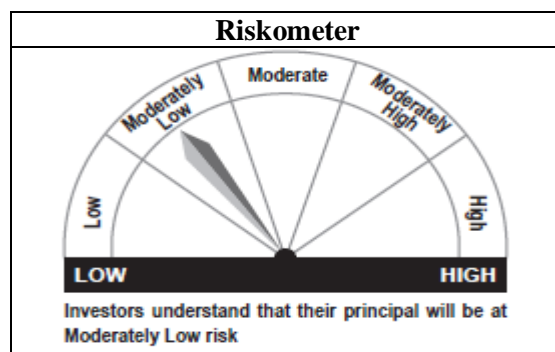 Riskometer
Moderate
Moderately
Low
Moderately
High
Low
High
LOW
HIGH
Investors understand that their principal will be at
Moderately Low risk